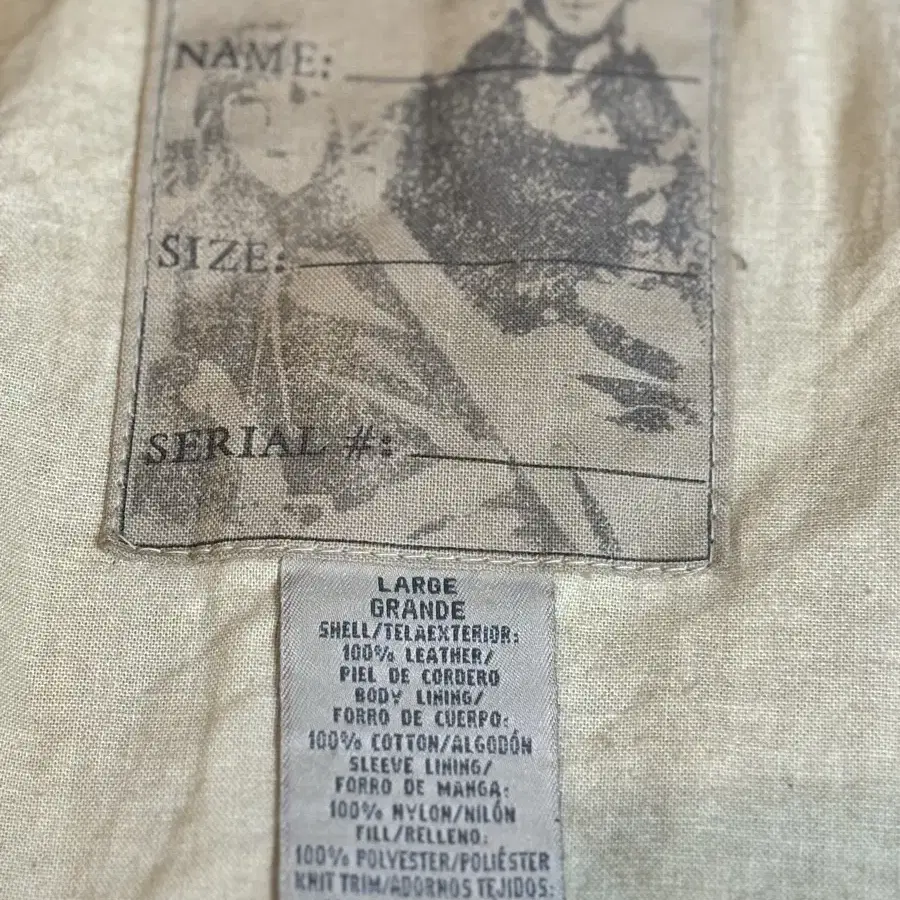 NAME:
SIZE:
SERIAL #:
LARGE
GRANDE
SHELL/TELAEXTERIOR:
100% LEATHER/
PIEL DE CORDERO
BODY LINING/
FORRO DE CUERPO:
100% COTTON/ALGODÓN
SLEEVE LINING/
FORRO DE MANGA:
100% NYLON/NILÓN
FILL/RELLENO:
100% POLYESTER/POLIÉSTER
KNIT TRIM/ADORNOS TEJIDOS: